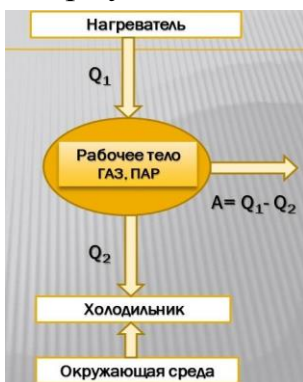 Нагреватель
Q₁
Рабочее тело
ГАЗ, ПАР
A= Q₁- Q₂
Q₂
Холодильник
Окружающая среда